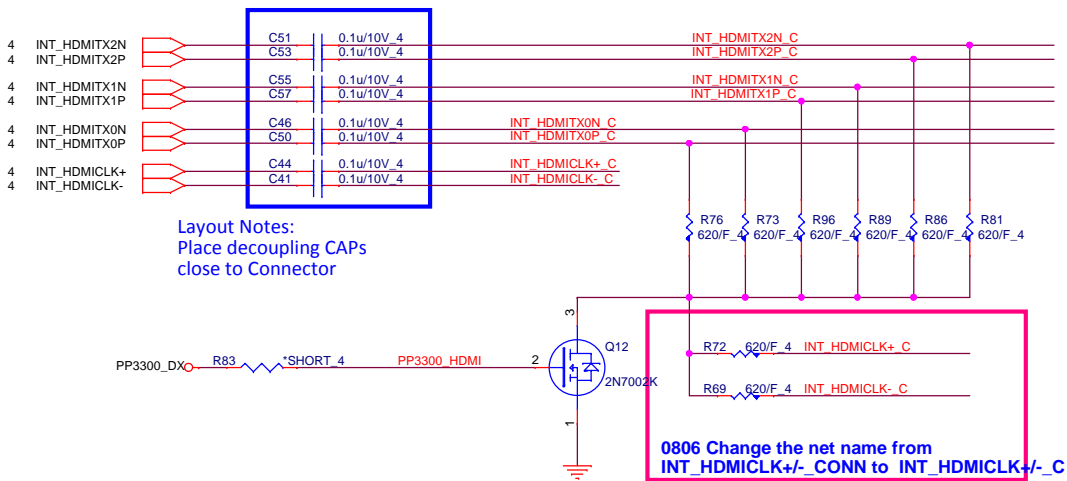 4 INT_HDMITX2N C51 0.1u/10V_4 INT_HDMITX2N_C
4 INT_HDMITX2P C53 0.1u/10V_4 INT_HDMITX2P_C
4 INT_HDMITX1N C55 0.1u/10V_4 INT_HDMITX1N_C
4 INT_HDMITX1P C57 0.1u/10V_4 INT_HDMITX1P_C
4 INT_HDMITX0N C46 0.1u/10V_4 INT_HDMITX0N_C
4 INT_HDMITX0P C50 0.1u/10V_4 INT_HDMITX0P_C
4 INT_HDMICLK+ C44 0.1u/10V_4 INT_HDMICLK+_C
4 INT_HDMICLK- C41 0.1u/10V_4 INT_HDMICLK-_C
Layout Notes:
Place decoupling CAPs
close to Connector
R76 R73 R96 R89 R86 R81
620/F_4 620/F_4 620/F_4 620/F_4 620/F_4 620/F_4
3
Q12
PP3300_DX R83 *SHORT_4 PP3300_HDMI 2
2N7002K
1
R72 620/F_4 INT_HDMICLK+_C
R69 620/F_4 INT_HDMICLK-_C
0806 Change the net name from
INT_HDMICLK+/-_CONN to INT_HDMICLK+/-_C